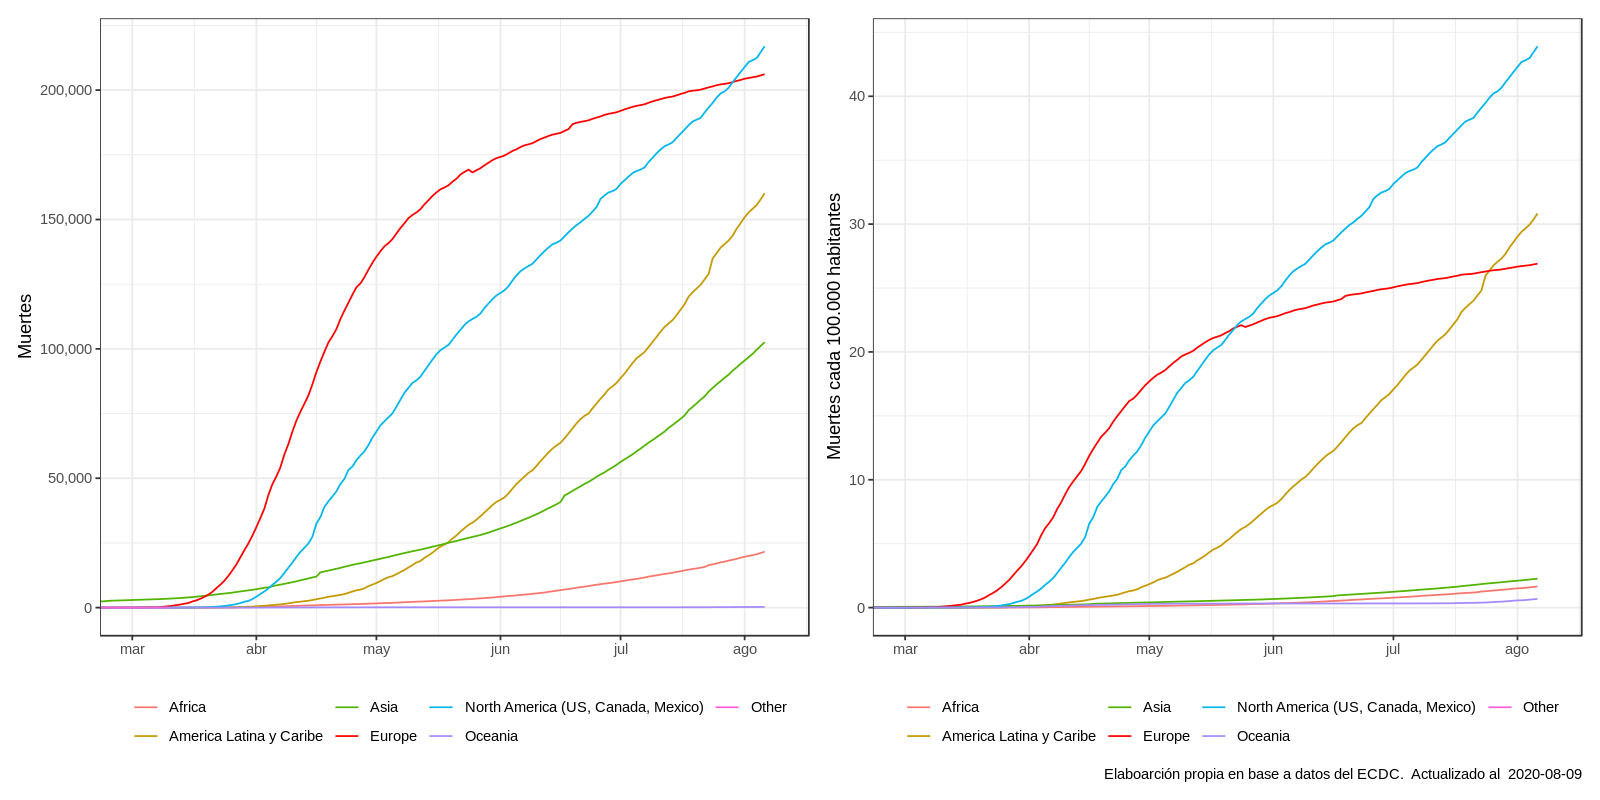 Muertes
200,000
150,000
100,000
50,000
0
mar abr may jun jul ago
Africa Asia North America (US, Canada, Mexico) Other
America Latina y Caribe Europe Oceania
Muertes cada 100.000 habitantes
40
30
20
10
0
mar abr may jun jul ago
Africa Asia North America (US, Canada, Mexico) Other
America Latina y Caribe Europe Oceania
Elaboarción propia en base a datos del ECDC. Actualizado al 2020-08-09